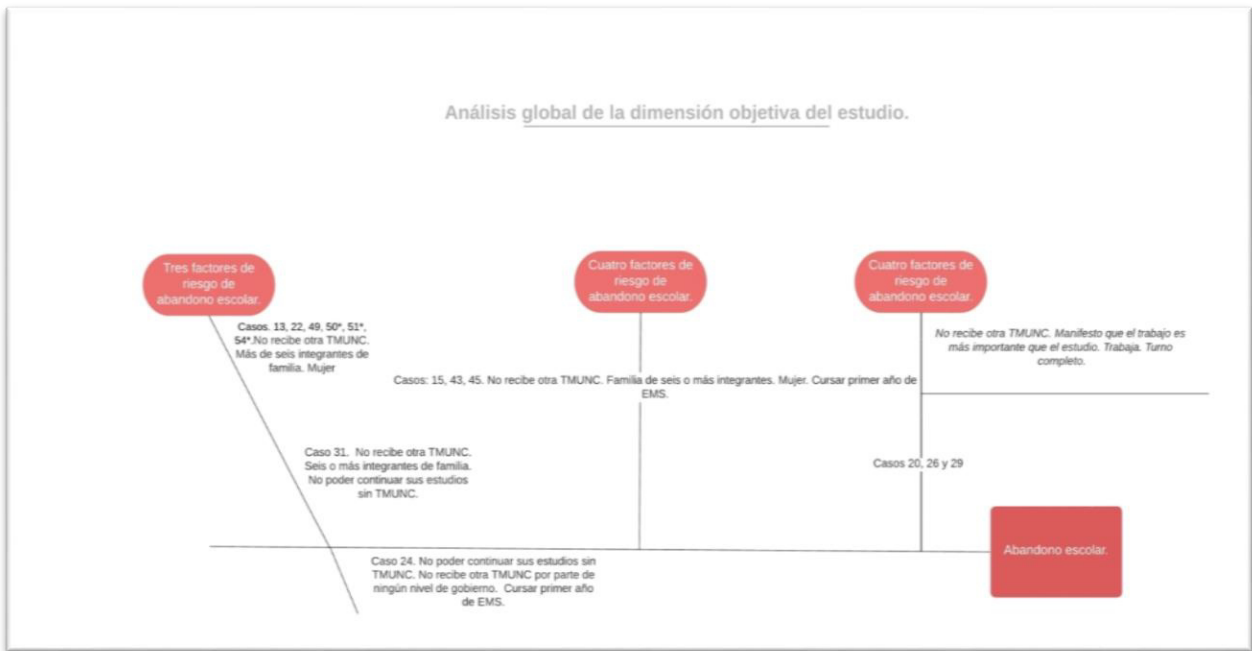 Análisis global de la dimensión objetiva del estudio.
Tres factores de
riesgo de
abandono escolar.
Cuatro factores de
riesgo de
abandono escolar.
Cuatro factores de
riesgo de
abandono escolar.
Casos. 13, 22, 49, 50*, 51*,
54*.No recibe otra TMUNC.
Más de seis integrantes de
familia. Mujer
No recibe otra TMUNC. Manifesto que el trabajo es
más importante que el estudio. Trabaja. Turno
completo.
Casos: 15, 43, 45. No recibe otra TMUNC. Familia de seis o más integrantes. Mujer. Cursar primer año de
EMS.
Caso 31. No recibe otra TMUNC.
Seis o más integrantes de familia.
No poder continuar sus estudios
sin TMUNC.
Casos 20, 26 y 29
Caso 24. No poder continuar sus estudios sin
TMUNC. No recibe otra TMUNC por parte de
ningún nivel de gobierno. Cursar primer año
de EMS.
Abandono escolar.